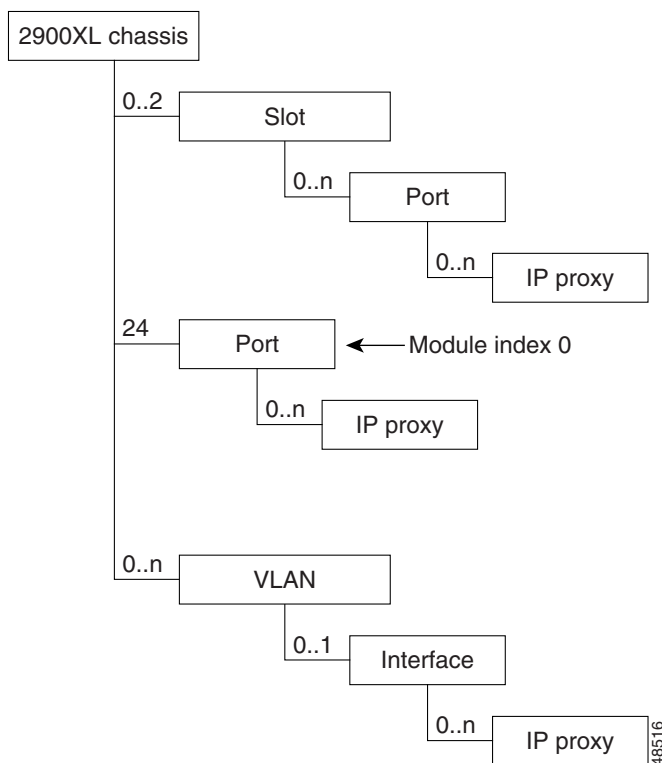 2900XL chassis
0..2
Slot
0..n
Port
0..n
IP proxy
24
Port
Module index 0
0..n
IP proxy
0..n
VLAN
0..1
Interface
0..n
IP proxy
48516